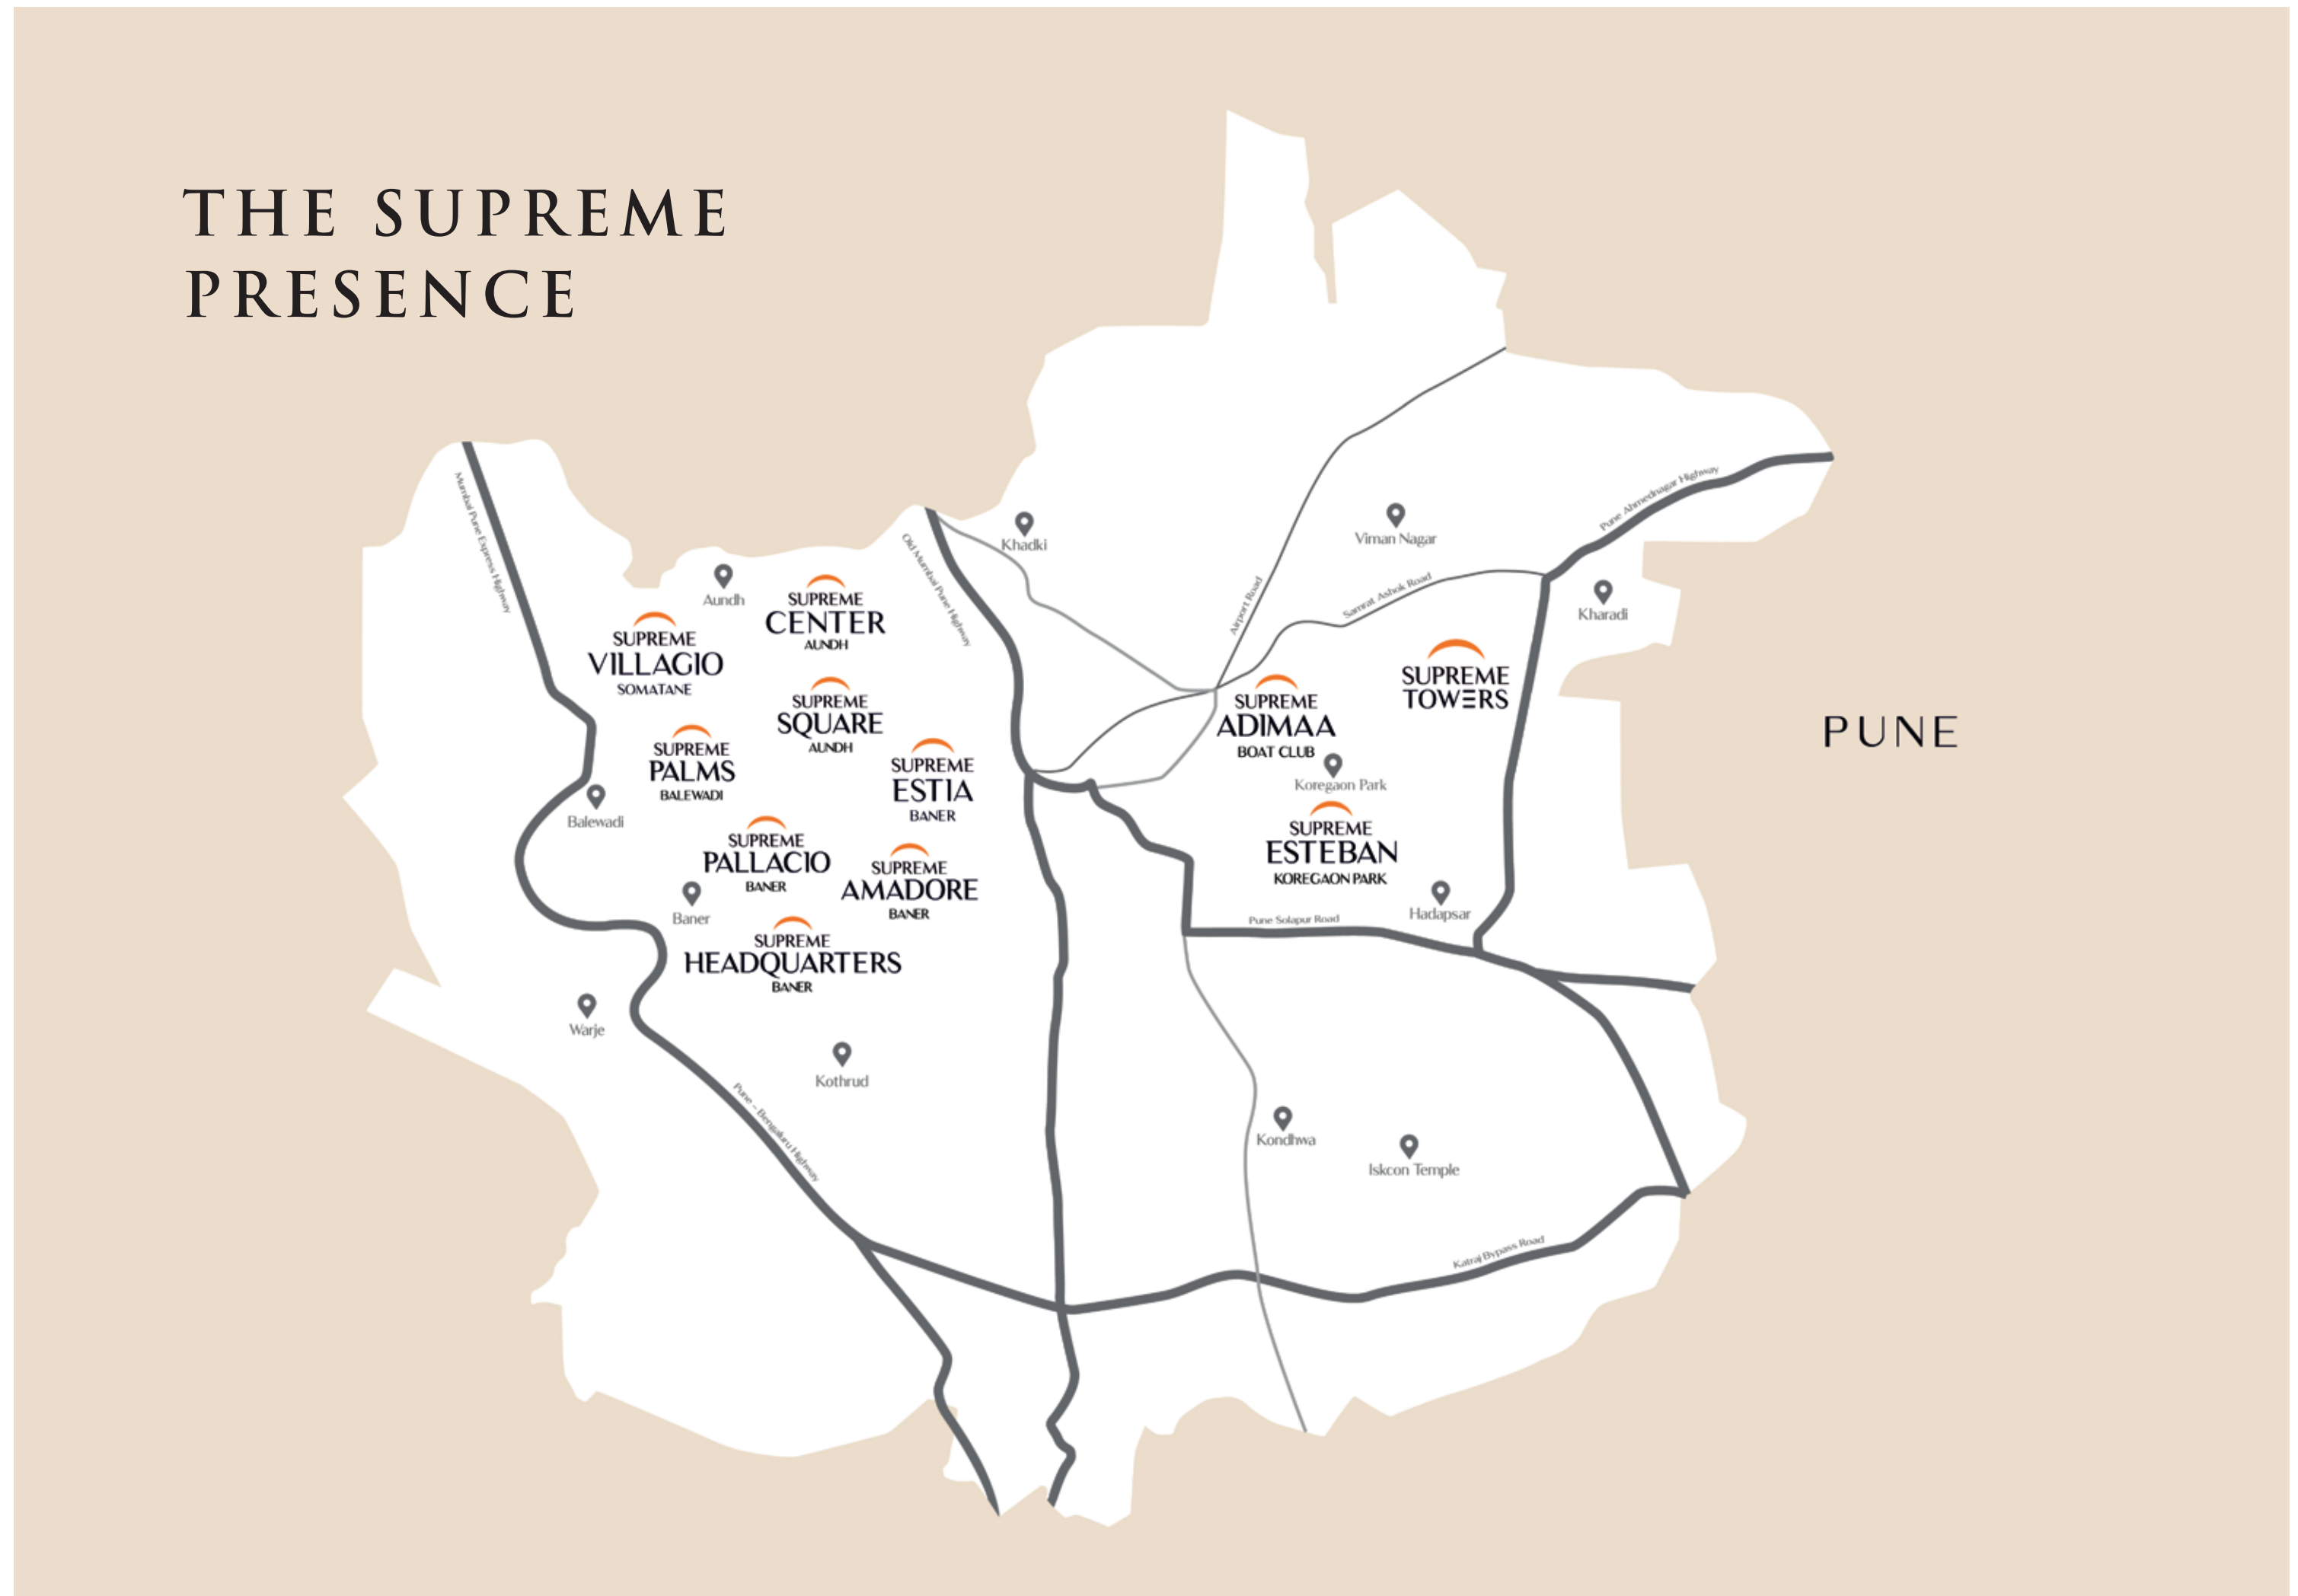 THE SUPREME
PRESENCE
PUNE
Mumbai Pune Express Highway
Old Mumbai Pune Highway
Khadki
Airport Road
Viman Nagar
Samrat Ashok Road
Pune Ahmednagar Highway
Kharadi
Aundh
SUPREME
CENTER
AUNDH
SUPREME
VILLAGIO
SOMATANE
SUPREME
SQUARE
AUNDH
SUPREME
PALMS
BALEWADI
Balewadi
SUPREME
ESTIA
BANER
SUPREME
PALLACIO
BANER
SUPREME
AMADORE
BANER
Baner
SUPREME
HEADQUARTERS
BANER
SUPREME
ADIMAA
BOAT CLUB
SUPREME
TOWERS
Koregaon Park
SUPREME
ESTEBAN
KOREGAON PARK
Hadapsar
Pune Solapur Road
Warje
Kothrud
Pune – Bengaluru Highway
Kondhwa
Iskcon Temple
Katraj Bypass Road